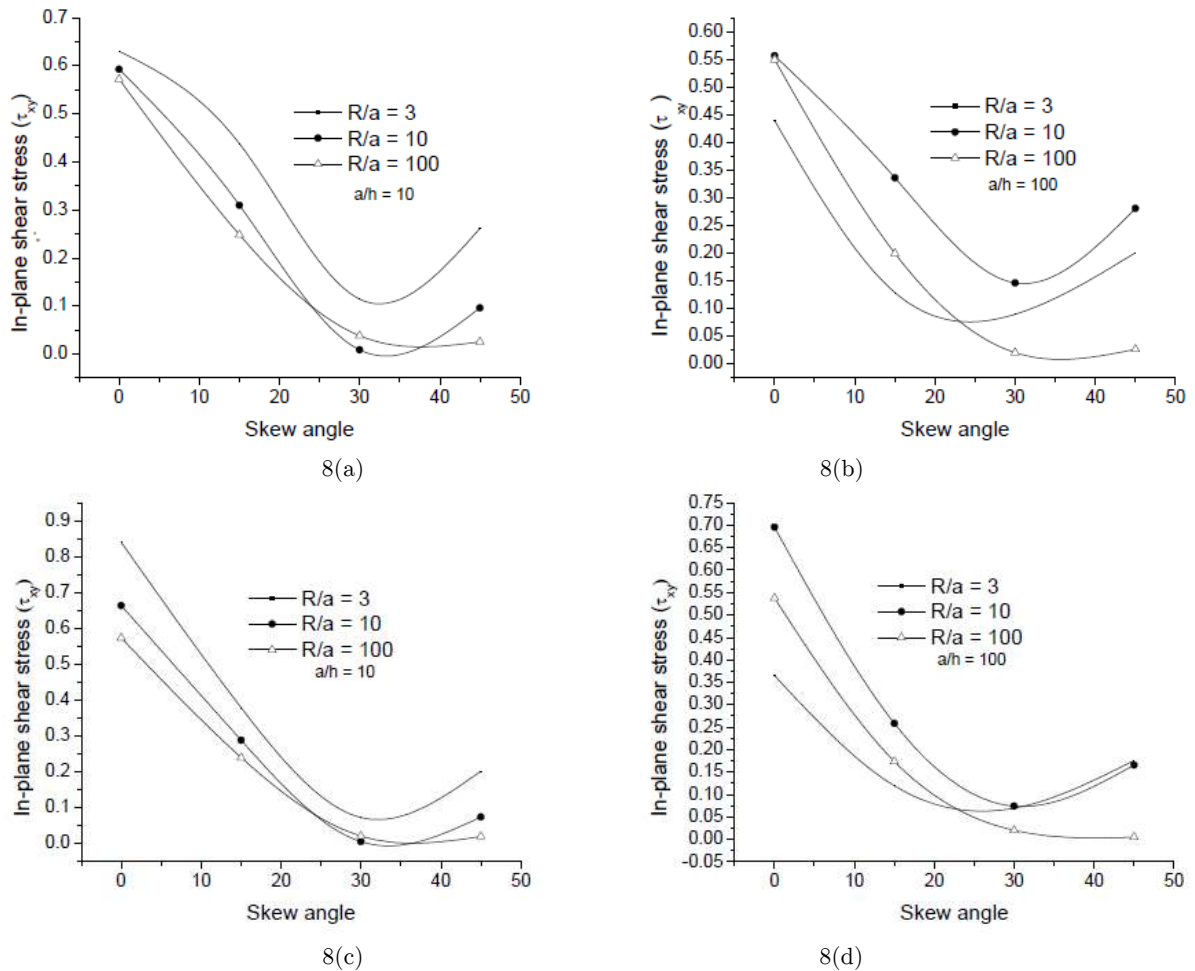 0.7
0.6
0.5
0.4
0.3
0.2
0.1
0.0
In-plane shear stress (τxy)
R/a = 3
R/a = 10
R/a = 100
a/h = 10
0 10 20 30 40 50
Skew angle
8(a)
0.60
0.55
0.50
0.45
0.40
0.35
0.30
0.25
0.20
0.15
0.10
0.05
0.00
In-plane shear stress (τxy)
R/a = 3
R/a = 10
R/a = 100
a/h = 100
0 10 20 30 40 50
Skew angle
8(b)
0.9
0.8
0.7
0.6
0.5
0.4
0.3
0.2
0.1
0.0
In-plane shear stress (τxy)
R/a = 3
R/a = 10
R/a = 100
a/h = 10
0 10 20 30 40 50
Skew angle
8(c)
0.75
0.70
0.65
0.60
0.55
0.50
0.45
0.40
0.35
0.30
0.25
0.20
0.15
0.10
0.05
0.00
-0.05
In-plane shear stress (τxy)
R/a = 3
R/a = 10
R/a = 100
a/h = 100
0 10 20 30 40 50
Skew angle
8(d)